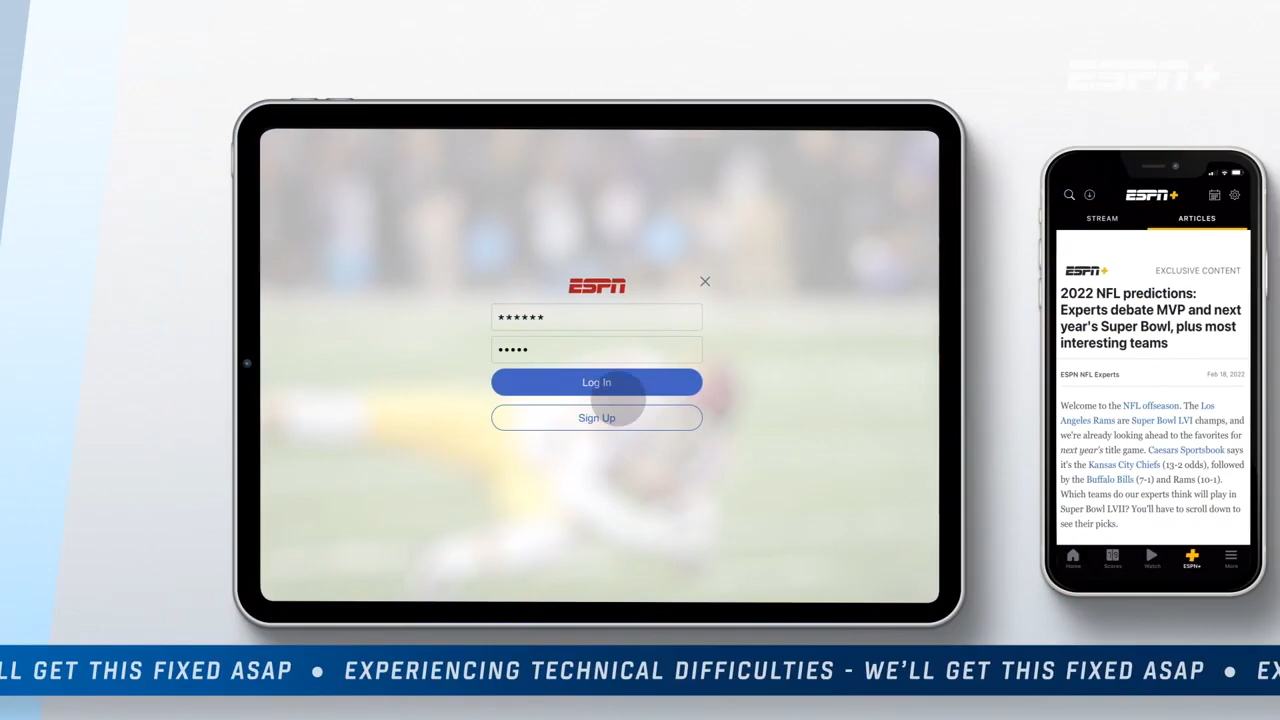 ESPN+
ESPN
******
•••••
Log In
Sign Up
ESPN+
STREAM
ARTICLES
ESPN+
EXCLUSIVE CONTENT
2022 NFL predictions:
Experts debate MVP and next
year's Super Bowl, plus most
interesting teams
ESPN NFL Experts
Feb 18, 2022
Welcome to the NFL offseason. The Los
Angeles Rams are Super Bowl LVI champs, and
we're already looking ahead to the favorites for
next year's title game. Caesars Sportsbook says
it's the Kansas City Chiefs (13-2 odds), followed
by the Buffalo Bills (7-1) and Rams (10-1).
Which teams do our experts think will play in
Super Bowl LVII? You'll have to scroll down to
see their picks.
Home
Scores
Watch
ESPN+
More
LL GET THIS FIXED ASAP • EXPERIENCING TECHNICAL DIFFICULTIES - WE'LL GET THIS FIXED ASAP • EX